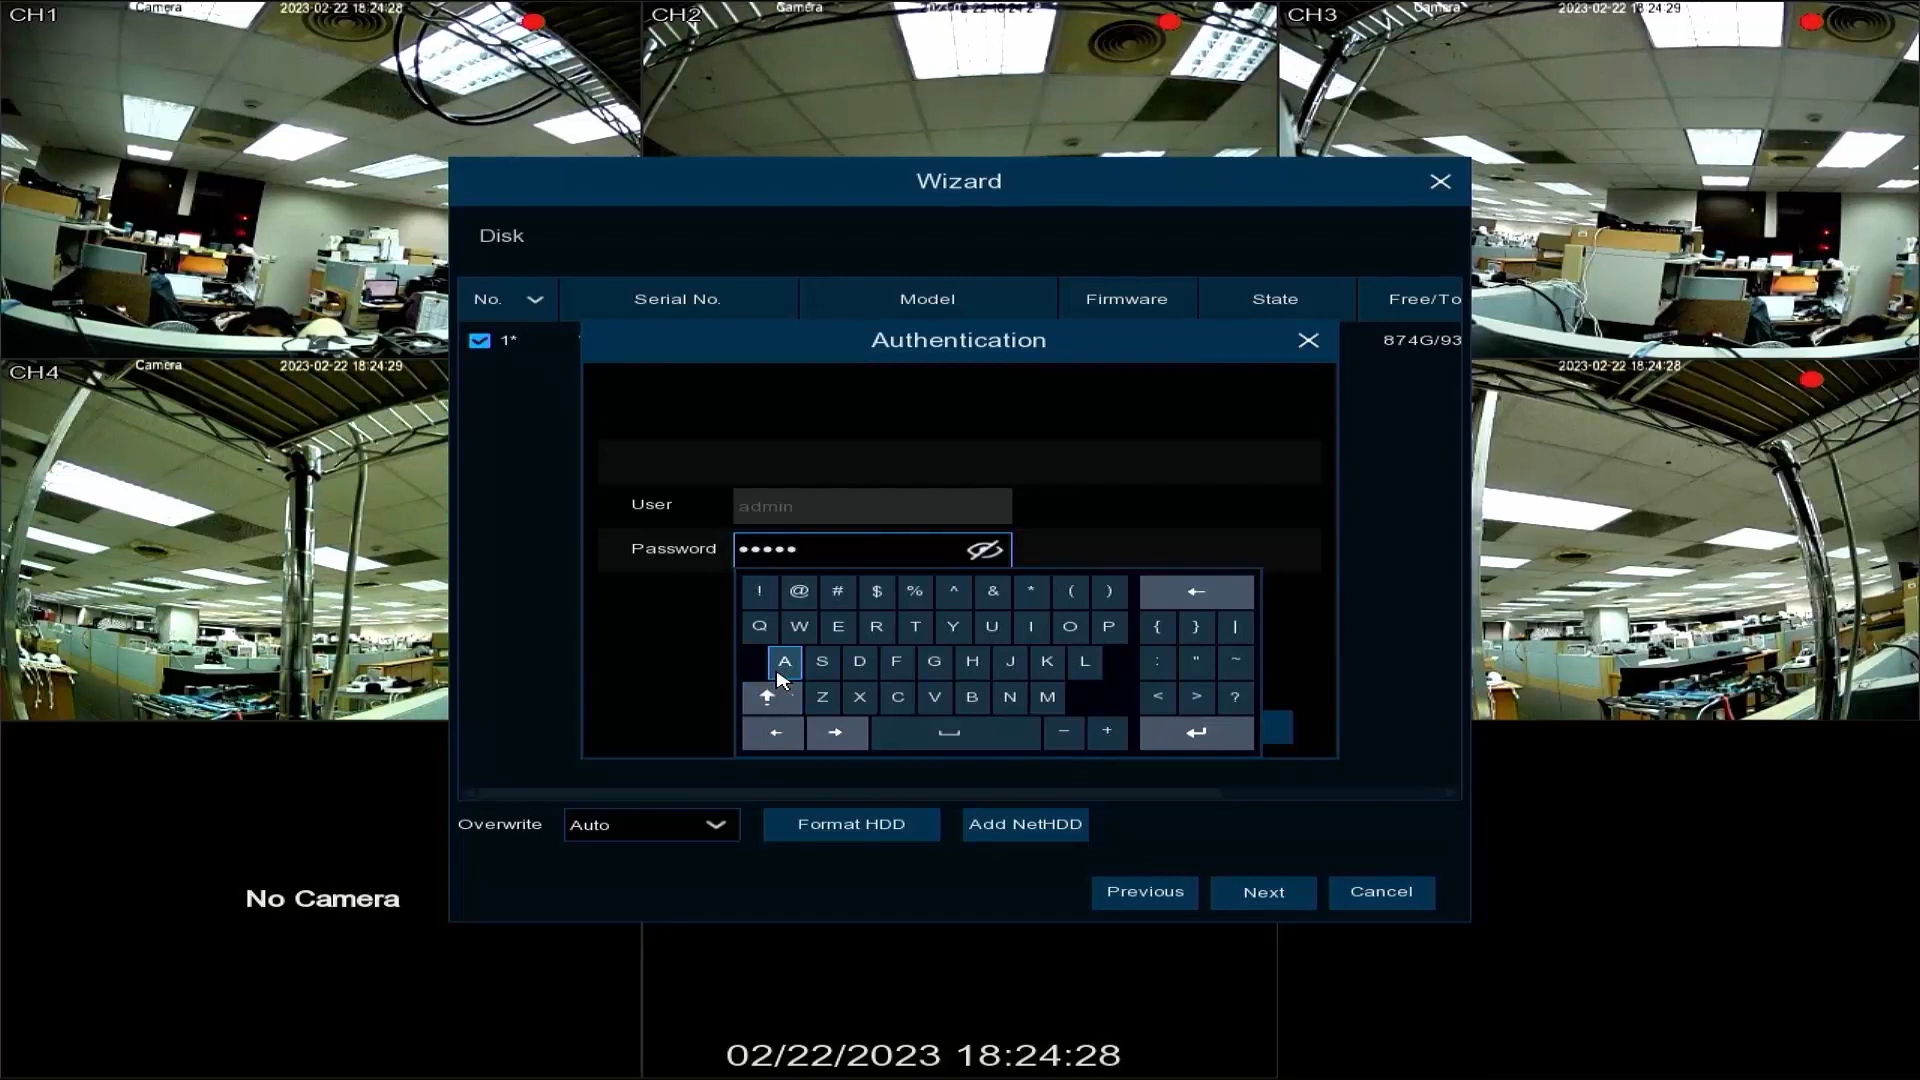 CH1 Camera 2023-02-22 18:24:28
CH2 Camera
CH3 Camera 2023-02-22 18:24:29
Wizard
Disk
No. Serial No. Model Firmware State Free/To
1* 874G/93
Authentication
CH4 Camera 2023-02-22 18:24:29
2023-02-22 18:24:28
User admin
Password •••••
! @ # $ % ^ & * ( ) ←
Q W E R T Y U I O P { } |
A S D F G H J K L : " ~
Z X C V B N M < > ?
← → – +
Overwrite Auto Format HDD Add NetHDD
Previous Next Cancel
No Camera
02/22/2023 18:24:28